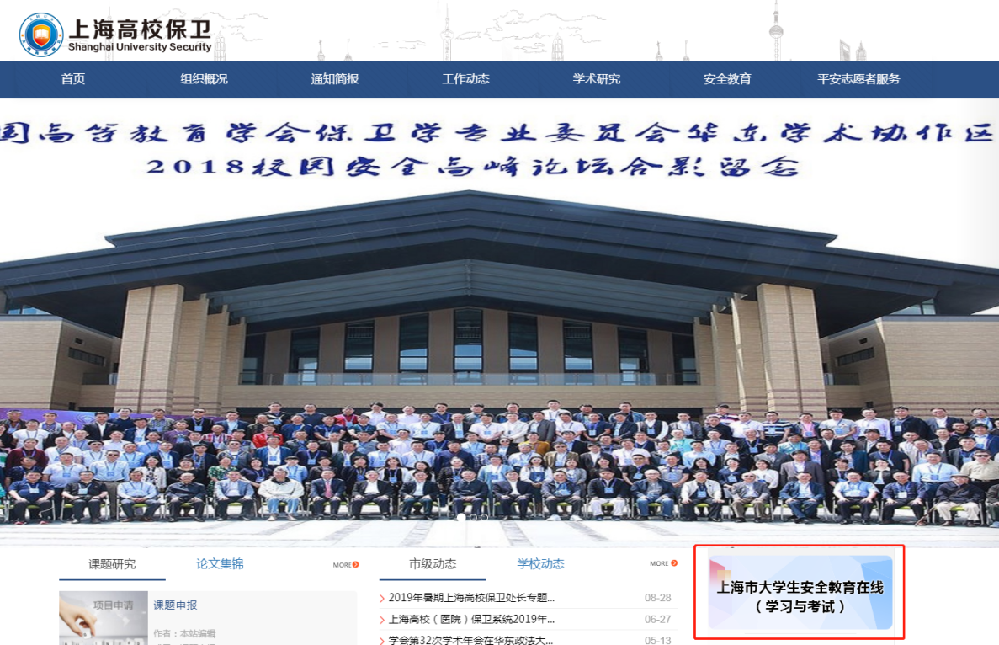 上海高校保卫
Shanghai University Security
首页 组织概况 通知简报 工作动态 学术研究 安全教育 平安志愿者服务
国高等教育学会保卫学专业委员会华东学术协作区
2018校园安全高峰论坛合影留念
课题研究 论文集锦 MORE
项目申请
课题申报
作者：本站编辑
市级动态 学校动态 MORE
2019年暑期上海高校保卫处长专题... 08-28
上海高校（医院）保卫系统2019年... 06-27
学会第32次学术年会在华东政法大... 05-13
上海市大学生安全教育在线
（学习与考试）